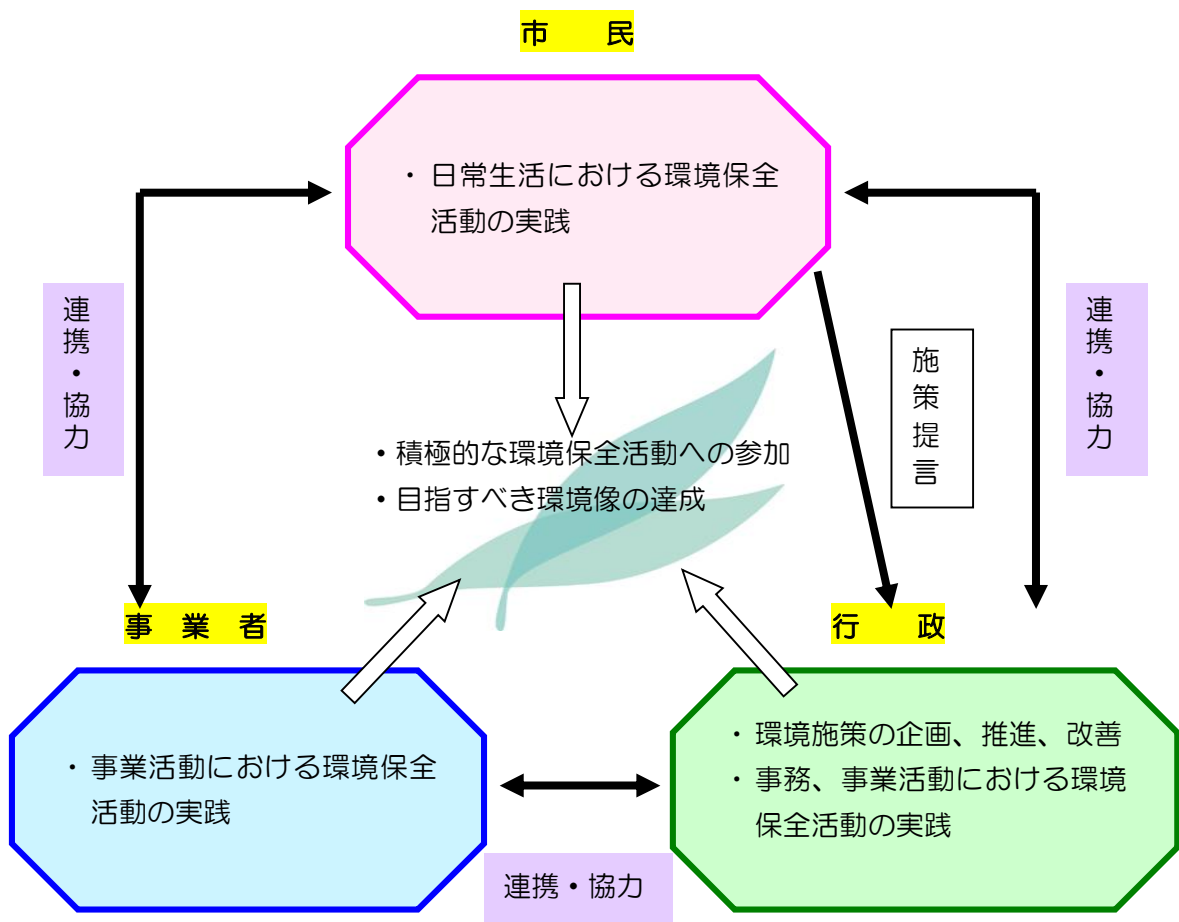 市　民
・日常生活における環境保全
活動の実践
連携・協力
施策提言
連携・協力
・積極的な環境保全活動への参加
・目指すべき環境像の達成
事　業　者
行　政
・事業活動における環境保全
活動の実践
・環境施策の企画、推進、改善
・事務、事業活動における環境
保全活動の実践
連携・協力